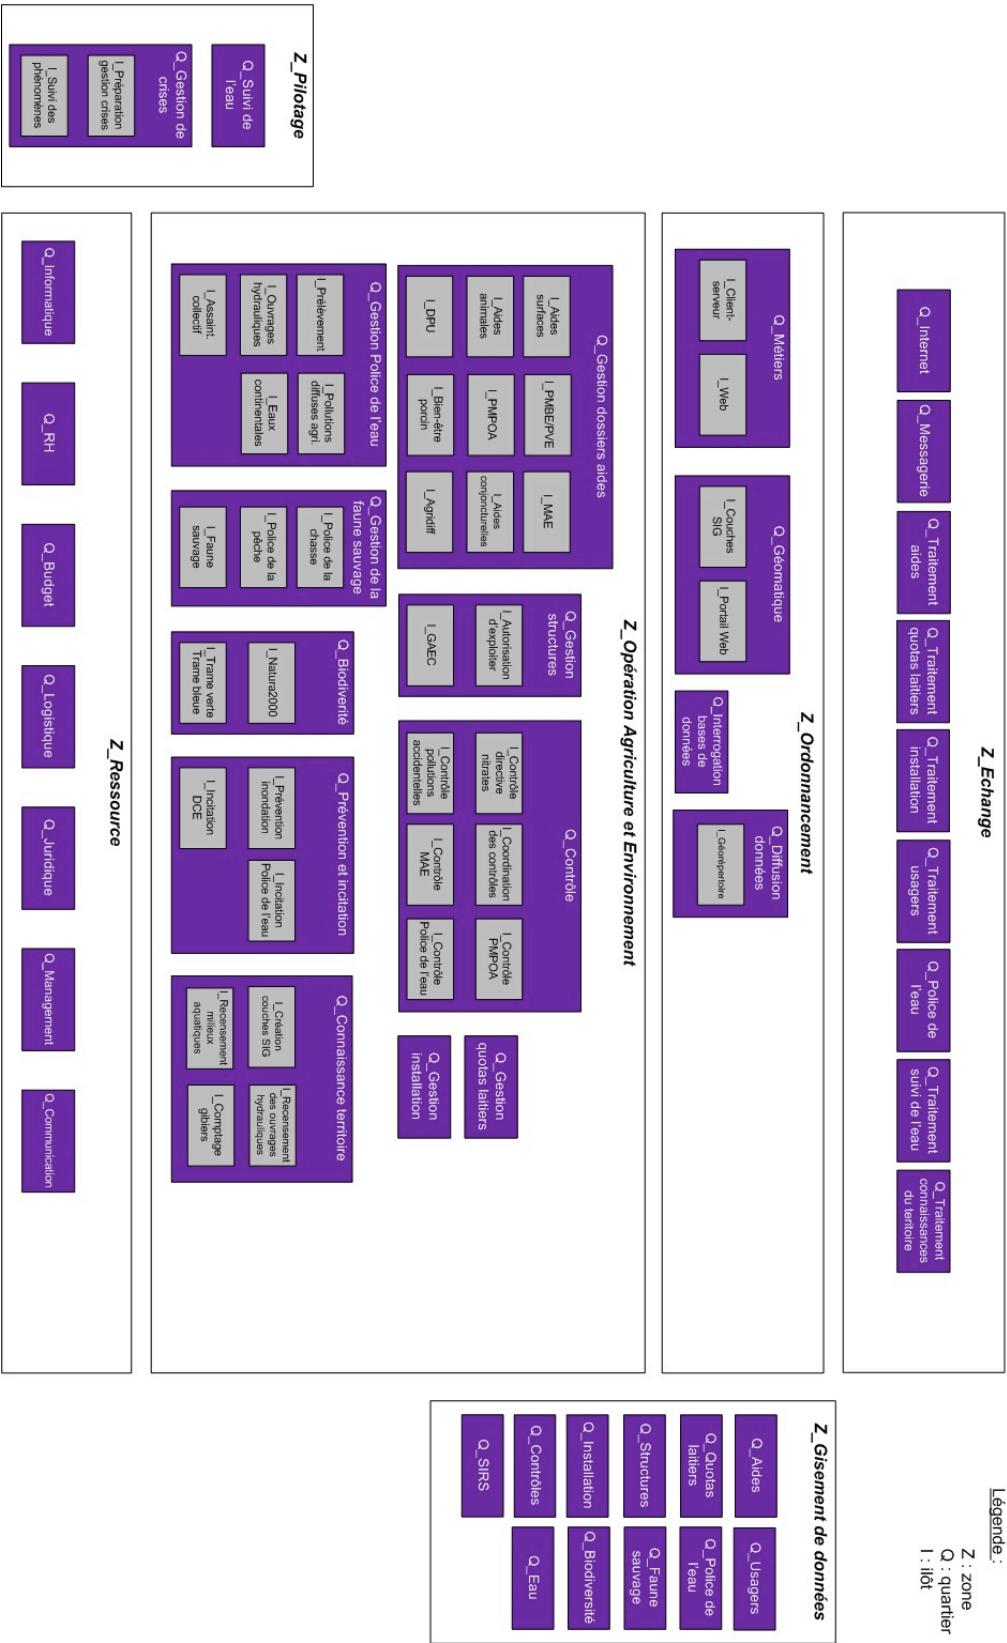 Légende :
Z : zone
Q : quartier
I : ilôt
Z_Echange
Q_Internet
Q_Messagerie
Q_Traitement
aides
Q_Traitement
quotas laitiers
Q_Traitement
installation
Q_Traitement
usagers
Q_Police de
l'eau
Q_Traitement
suivi de l'eau
Q_Traitement
connaissances
du teritoire
Z_Pilotage
Q_Suivi de
l'eau
Q_Gestion de
crises
I_Préparation
gestion crises
I_Suivi des
phénomènes
Z_Ordonnancement
Q_Métiers
I_Client-
serveur
I_Web
Q_Géomatique
I_Couches
SIG
I_Portail Web
Q_Interrogation
bases de
données
Q_Diffusion
données
I_Géorépertoire
Z_Opération Agriculture et Environnement
Q_Gestion dossiers aides
I_Aides
surfaces
I_PMBE/PVE
I_MAE
I_Aides
animales
I_PMPOA
I_Aides
conjoncturelles
I_DPU
I_Bien-être
porcin
I_Agridiff
Q_Gestion
structures
I_Autorisation
d'exploiter
I_GAEC
Q_Contrôle
I_Contrôle
directive
nitrates
I_Coordination
des contrôles
I_Contrôle
PMPOA
I_Contrôle
pollutions
accidentelles
I_Contrôle
MAE
I_Contrôle
Police de l'eau
Q_Gestion
quotas laitiers
Q_Gestion
installation
Q_Gestion Police de l'eau
I_Prélèvement
I_Pollutions
diffuses agri.
I_Ouvrages
hydrauliques
I_Eaux
continentales
I_Assaint.
collectif
Q_Gestion de la
faune sauvage
I_Police de la
chasse
I_Police de la
pêche
I_Faune
sauvage
Q_Biodiverité
I_Natura2000
I_Trame verte
Trame bleue
Q_Prévention et incitation
I_Prévention
inondation
I_Incitation
Police de l'eau
I_Incitation
DCE
Q_Connaissance territoire
I_Création
couches SIG
I_Recensement
des ouvrages
hydrauliques
I_Recensement
milieux
aquatiques
I_Comptage
gibiers
Z_Gisement de données
Q_Aides
Q_Usagers
Q_Quotas
laitiers
Q_Police de
l'eau
Q_Structures
Q_Faune
sauvage
Q_Installation
Q_Biodiversité
Q_Contrôles
Q_Eau
Q_SIRS
Z_Ressource
Q_Informatique
Q_RH
Q_Budget
Q_Logistique
Q_Juridique
Q_Management
Q_Communication